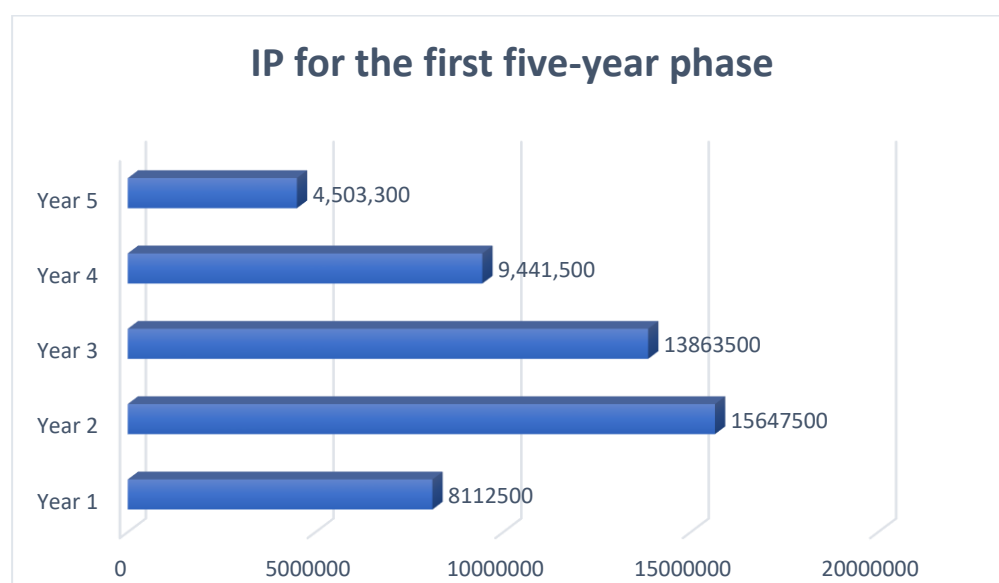 IP for the first five-year phase
Year 5 4,503,300
Year 4 9,441,500
Year 3 13863500
Year 2 15647500
Year 1 8112500
0 5000000 10000000 15000000 20000000